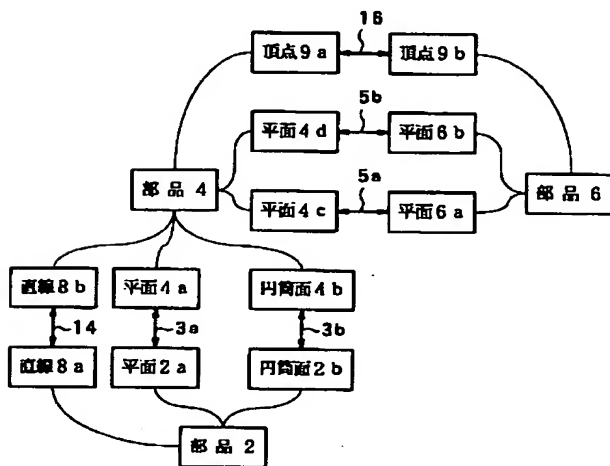 16
頂点9a
頂点9b
5b
平面4d
平面6b
部品 4
5a
部品 6
平面4c
平面6a
直線8b
平面4a
円筒面4b
14
3a
3b
直線8a
平面2a
円筒面2b
部品 2